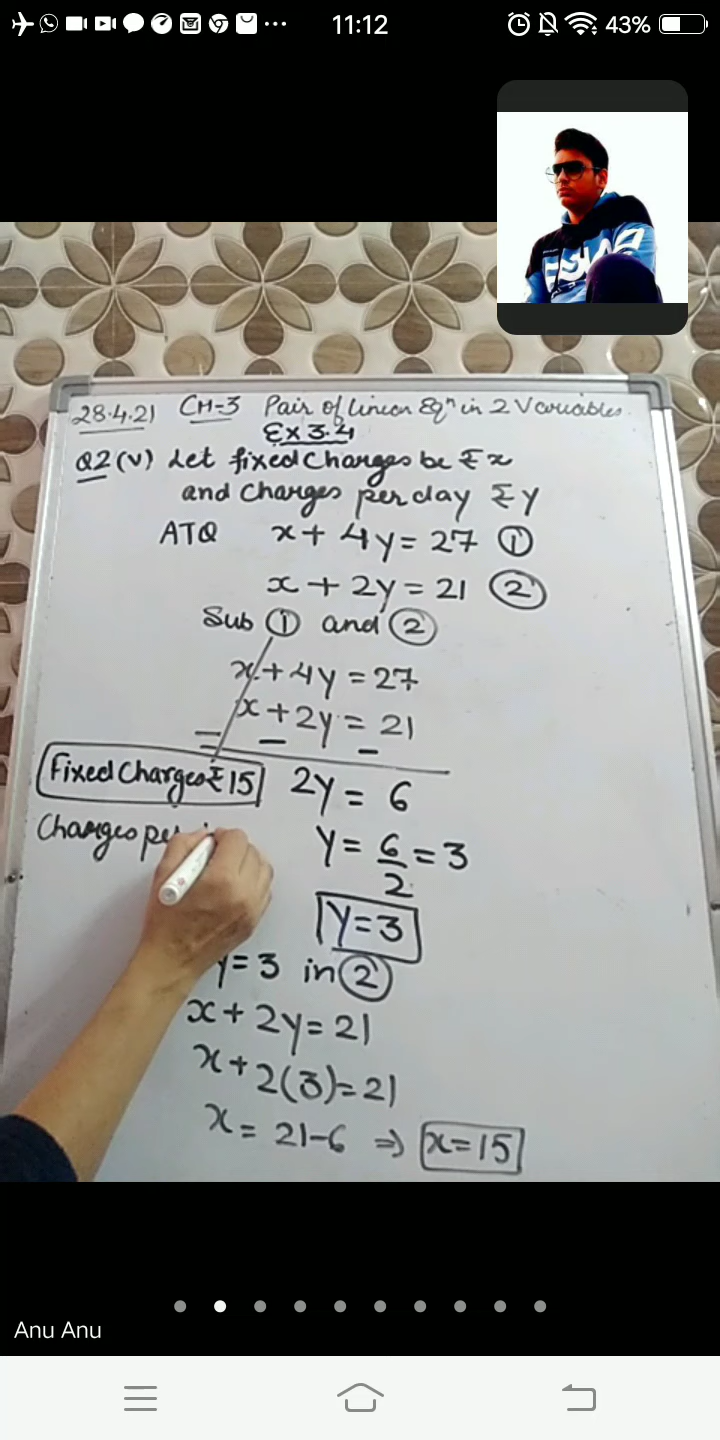 11:12
43%
28.4.21 CH-3 Pair of linear Eqⁿ in 2 Variables.
Ex 3.4
Q2 (v) Let fixed charges be ₹ x
and charges per day ₹ y
ATQ x + 4y = 27 ①
x + 2y = 21 ②
Sub ① and ②
x + 4y = 27
x + 2y = 21
= − −
Fixed Charges ₹ 15 2y = 6
Charges pe
y = 6/2 = 3
y = 3
y = 3 in ②
x + 2y = 21
x + 2(3) = 21
x = 21 - 6 ⇒ x = 15
Anu Anu